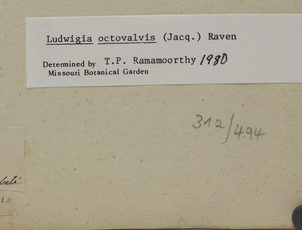 Ludwigia octovalvis (Jacq.) Raven
Determined by T.P. Ramamoorthy 1980
Missouri Botanical Garden
312/494